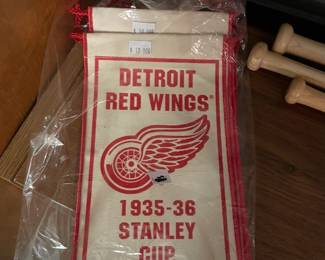 DETROIT
RED WINGS®
1935-36
STANLEY
CUP